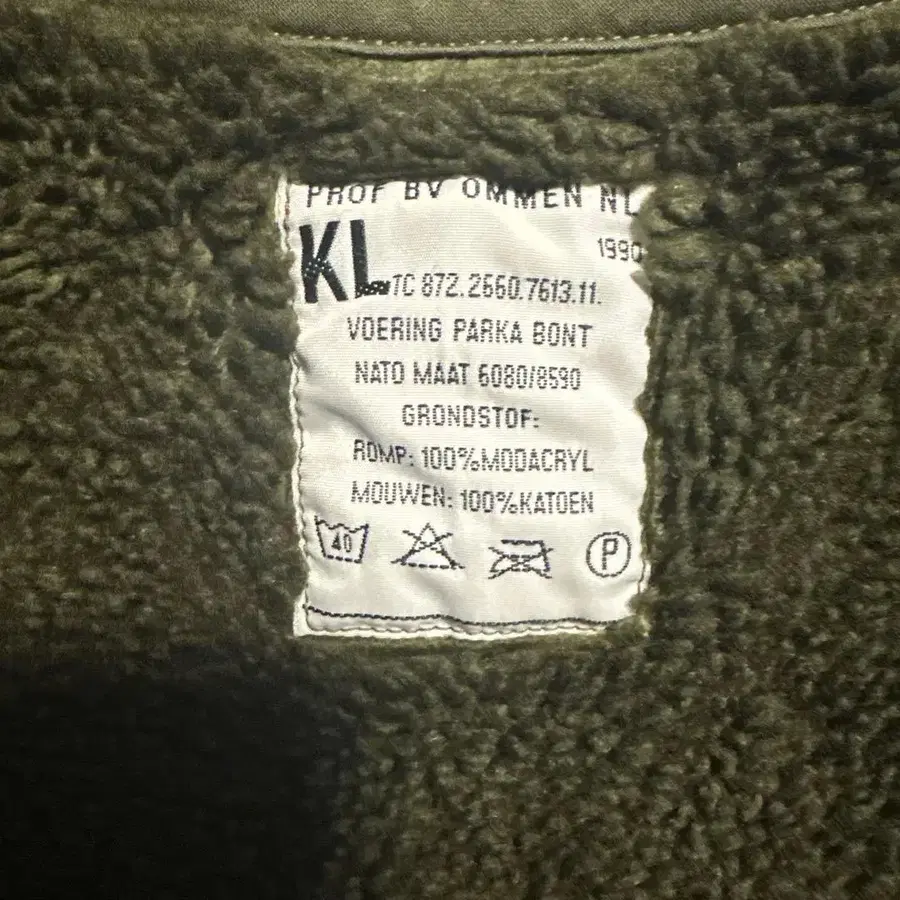 PROF BV OMMEN NL
1990
KL TC 872.2660.7613.11.
VOERING PARKA BONT
NATO MAAT 6080/8590
GRONDSTOF:
ROMP: 100%MODACRYL
MOUWEN: 100%KATOEN
40 P